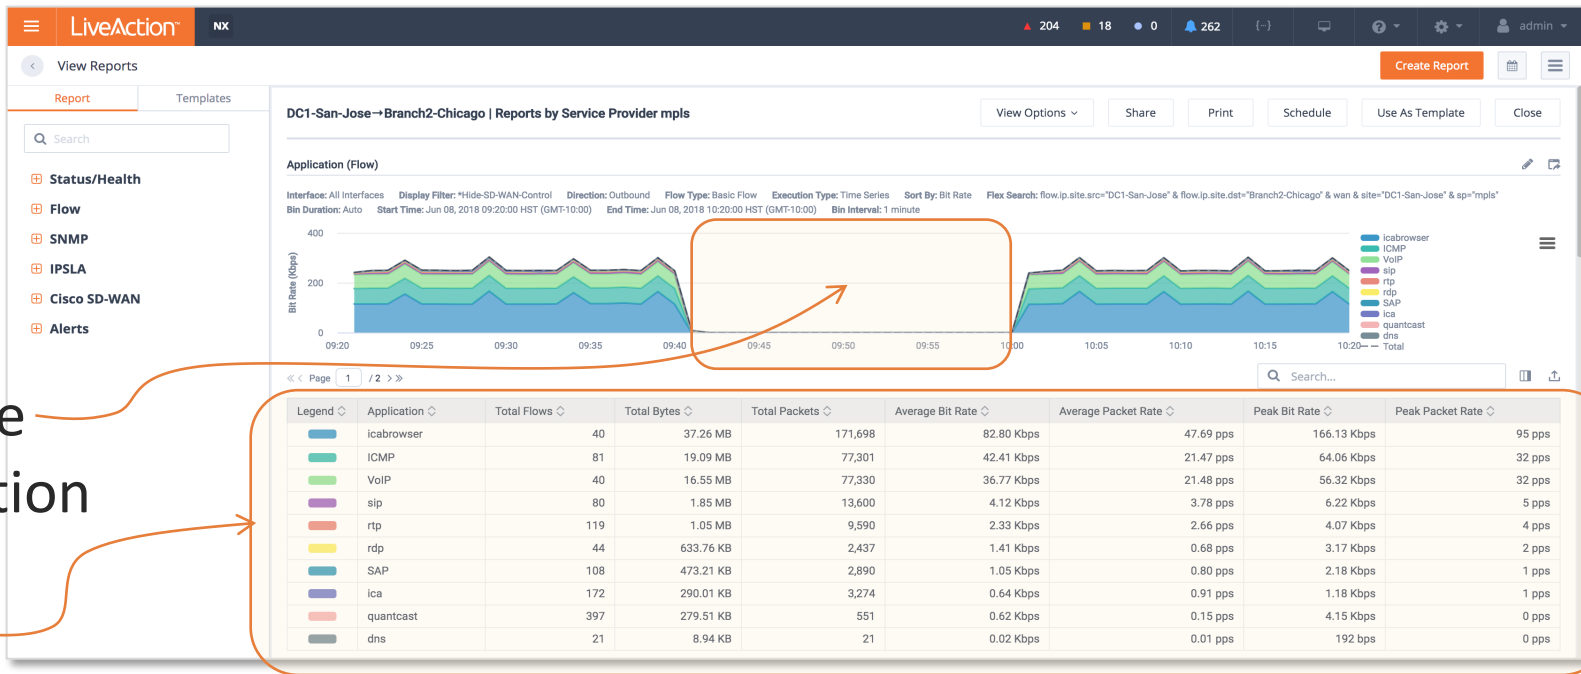 LiveAction™ NX 204 18 0 262 {···} ? admin
View Reports Create Report
Report Templates
Search
Status/Health
Flow
SNMP
IPSLA
Cisco SD-WAN
Alerts
e
tion
DC1-San-Jose→Branch2-Chicago | Reports by Service Provider mpls View Options Share Print Schedule Use As Template Close
Application (Flow)
Interface: All Interfaces Display Filter: *Hide-SD-WAN-Control Direction: Outbound Flow Type: Basic Flow Execution Type: Time Series Sort By: Bit Rate Flex Search: flow.ip.site.src="DC1-San-Jose" & flow.ip.site.dst="Branch2-Chicago" & wan & site="DC1-San-Jose" & sp="mpls"
Bin Duration: Auto Start Time: Jun 08, 2018 09:20:00 HST (GMT-10:00) End Time: Jun 08, 2018 10:20:00 HST (GMT-10:00) Bin Interval: 1 minute
Bit Rate (Kbps)
400
200
0
09:20 09:25 09:30 09:35 09:40 09:45 09:50 09:55 10:00 10:05 10:10 10:15 10:20
icabrowser
ICMP
VoIP
sip
rtp
rdp
SAP
ica
quantcast
dns
Total
« < Page 1 / 2 > » Search...
Legend Application Total Flows Total Bytes Total Packets Average Bit Rate Average Packet Rate Peak Bit Rate Peak Packet Rate
icabrowser 40 37.26 MB 171,698 82.80 Kbps 47.69 pps 166.13 Kbps 95 pps
ICMP 81 19.09 MB 77,301 42.41 Kbps 21.47 pps 64.06 Kbps 32 pps
VoIP 40 16.55 MB 77,330 36.77 Kbps 21.48 pps 56.32 Kbps 32 pps
sip 80 1.85 MB 13,600 4.12 Kbps 3.78 pps 6.22 Kbps 5 pps
rtp 119 1.05 MB 9,590 2.33 Kbps 2.66 pps 4.07 Kbps 4 pps
rdp 44 633.76 KB 2,437 1.41 Kbps 0.68 pps 3.17 Kbps 2 pps
SAP 108 473.21 KB 2,890 1.05 Kbps 0.80 pps 2.18 Kbps 1 pps
ica 172 290.01 KB 3,274 0.64 Kbps 0.91 pps 1.18 Kbps 1 pps
quantcast 397 279.51 KB 551 0.62 Kbps 0.15 pps 4.15 Kbps 0 pps
dns 21 8.94 KB 21 0.02 Kbps 0.01 pps 192 bps 0 pps